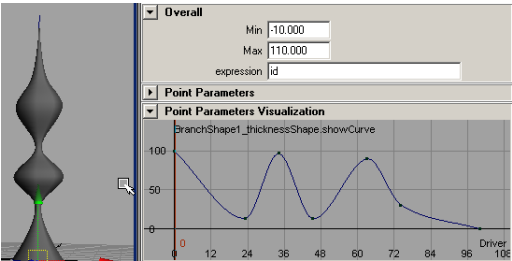 Overall
Min -10.000
Max 110.000
expression id
Point Parameters
Point Parameters Visualization
BranchShape1_thicknessShape.showCurve
100
50
0
0
Driver
0 12 24 36 48 60 72 84 96 108